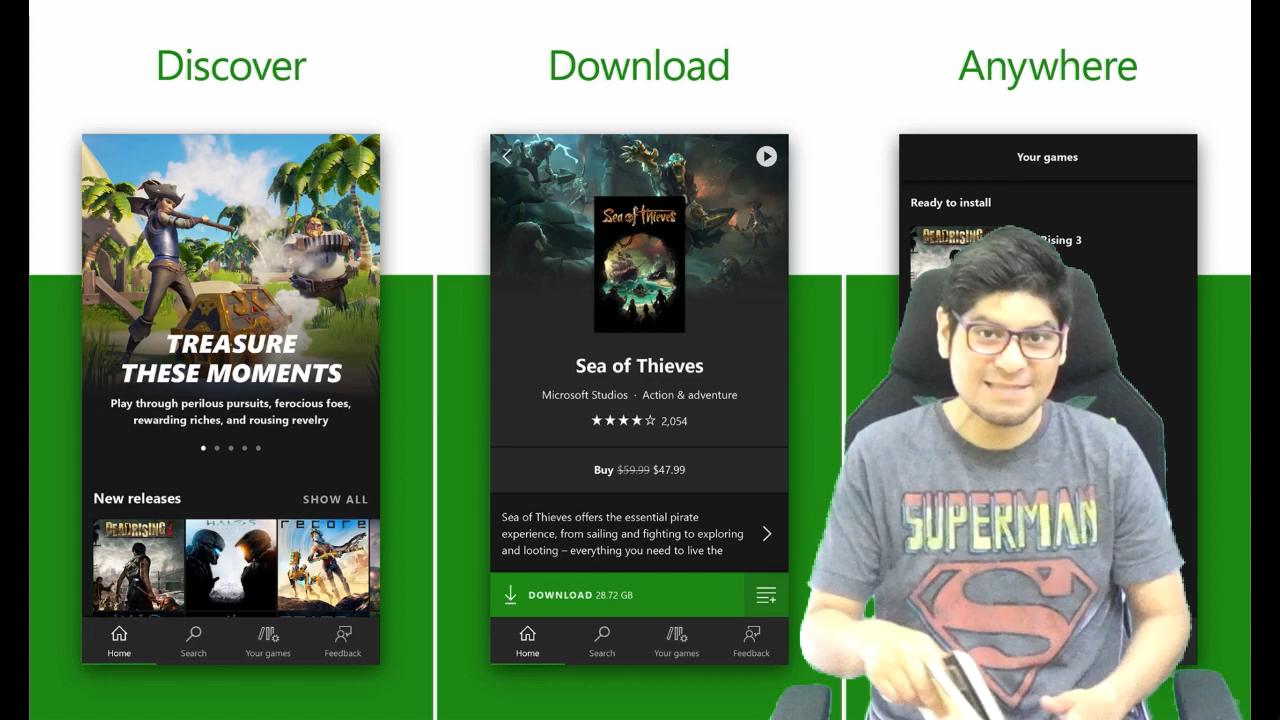 Discover
Download
Anywhere
TREASURE
THESE MOMENTS
Play through perilous pursuits, ferocious foes,
rewarding riches, and rousing revelry
New releases
SHOW ALL
DEADRISING
HALO 5
recore
Home
Search
Your games
Feedback
Sea of Thieves
Sea of Thieves
Microsoft Studios · Action & adventure
2,054
Buy $59.99 $47.99
Sea of Thieves offers the essential pirate
experience, from sailing and fighting to exploring
and looting – everything you need to live the
DOWNLOAD 28.72 GB
Home
Search
Your games
Feedback
Your games
Ready to install
DEADRISING
Rising 3
SUPERMAN